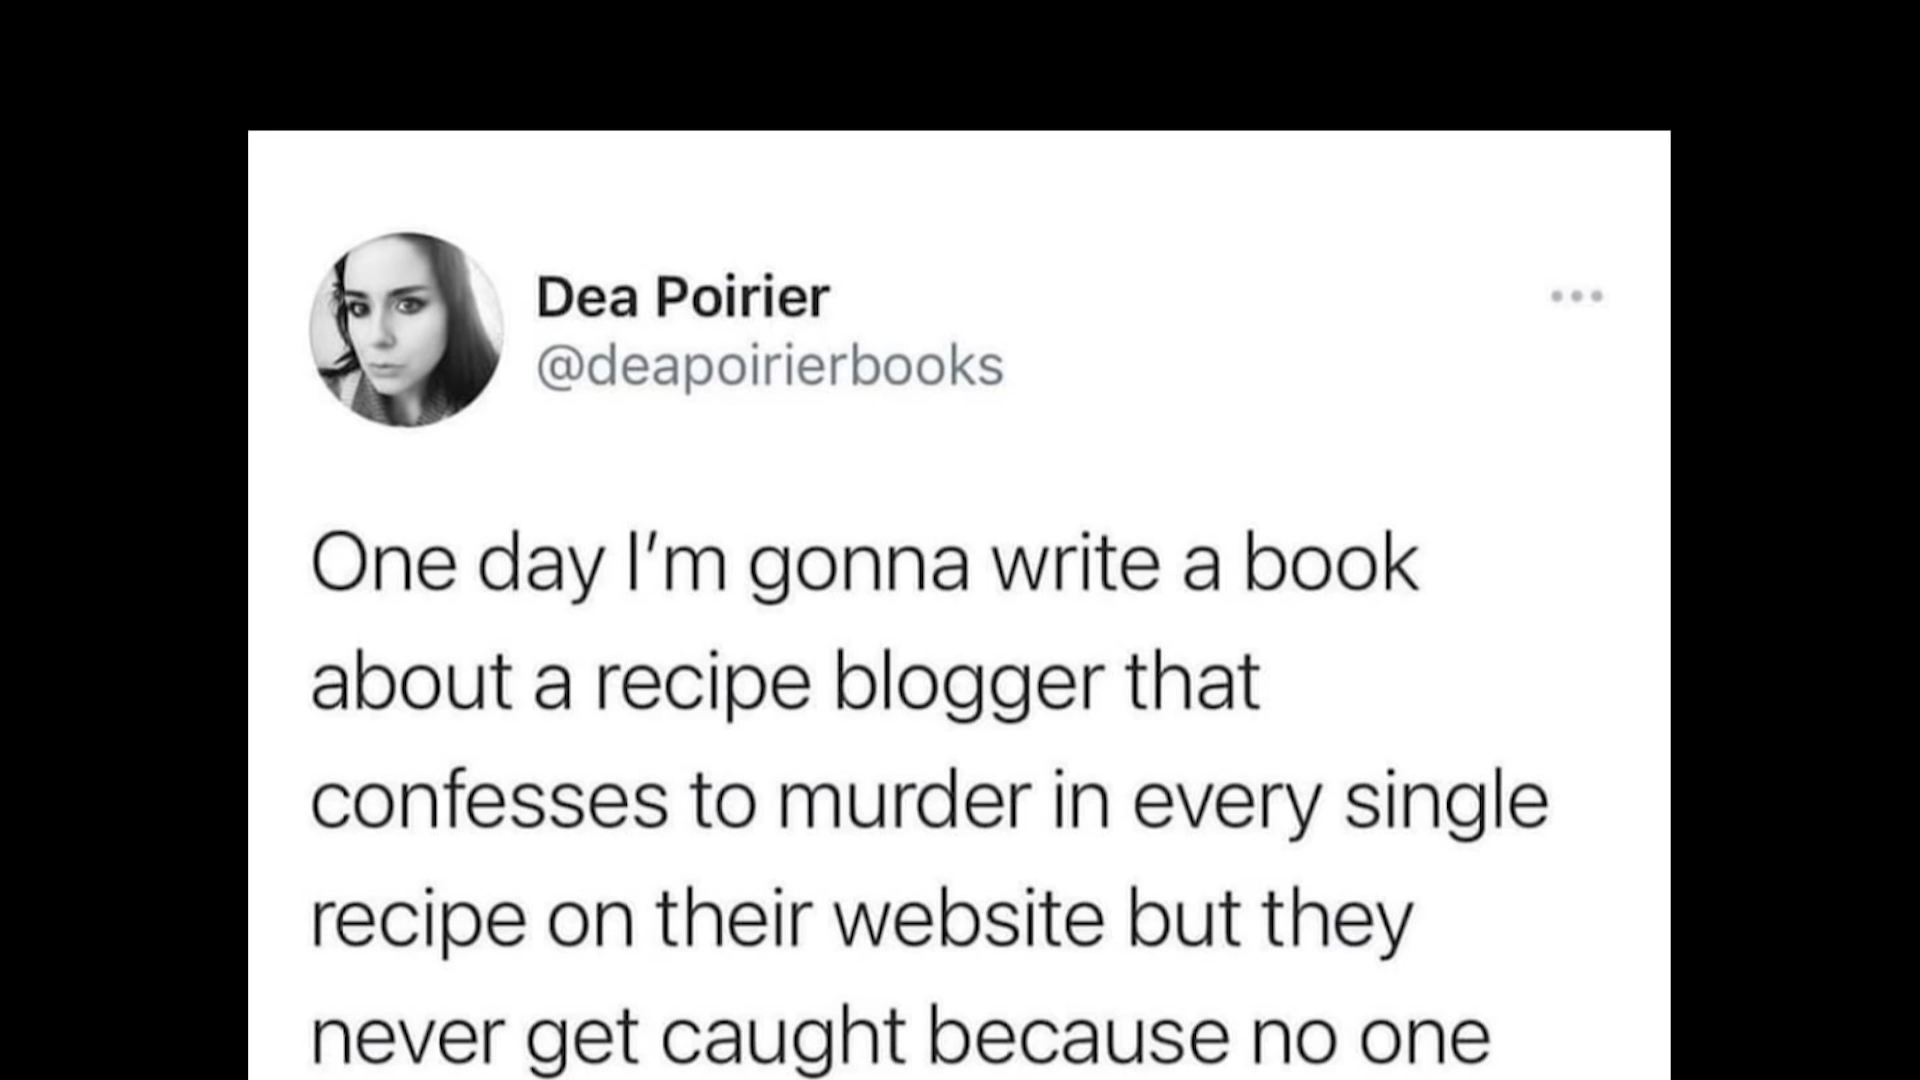 Dea Poirier
@deapoirierbooks
One day I’m gonna write a book
about a recipe blogger that
confesses to murder in every single
recipe on their website but they
never get caught because no one